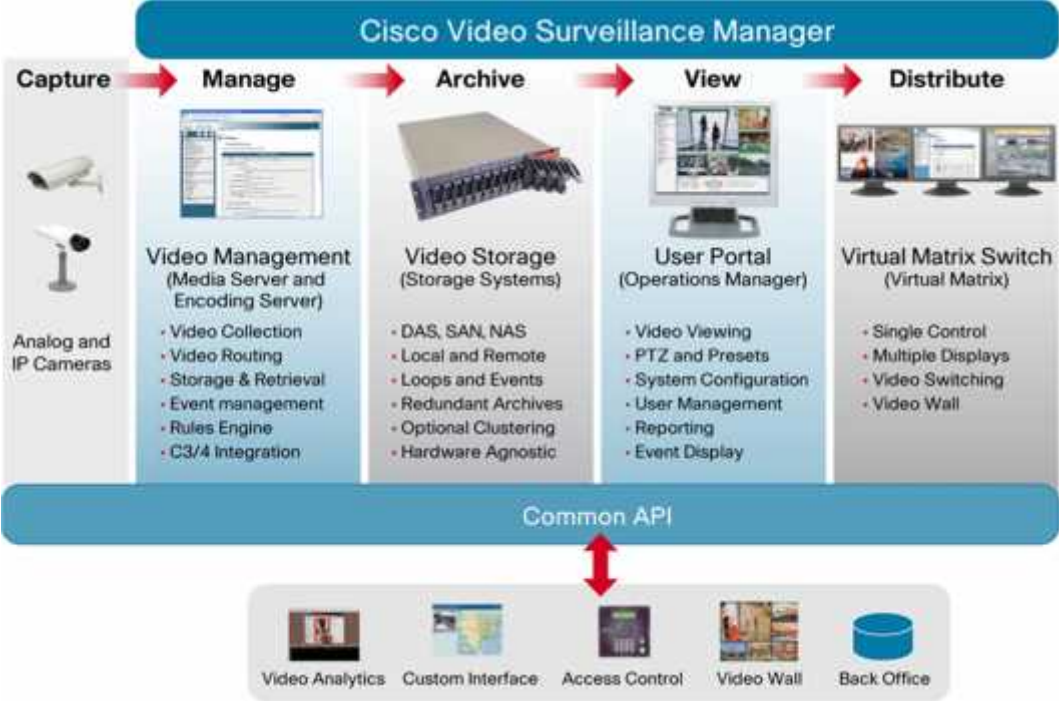 Cisco Video Surveillance Manager
Capture
Manage
Archive
View
Distribute
Analog and
IP Cameras
Video Management
(Media Server and
Encoding Server)
• Video Collection
• Video Routing
• Storage & Retrieval
• Event management
• Rules Engine
• C3/4 Integration
Video Storage
(Storage Systems)
• DAS, SAN, NAS
• Local and Remote
• Loops and Events
• Redundant Archives
• Optional Clustering
• Hardware Agnostic
User Portal
(Operations Manager)
• Video Viewing
• PTZ and Presets
• System Configuration
• User Management
• Reporting
• Event Display
Virtual Matrix Switch
(Virtual Matrix)
• Single Control
• Multiple Displays
• Video Switching
• Video Wall
Common API
Video Analytics
Custom Interface
Access Control
Video Wall
Back Office